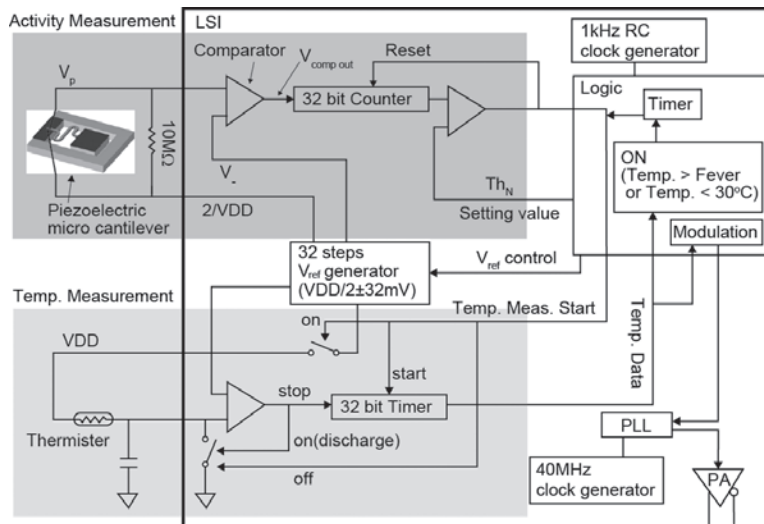 Activity Measurement
LSI
Comparator
V_comp out
Reset
1kHz RC
clock generator
V_p
32 bit Counter
Logic
Timer
10MΩ
V_-
ON
(Temp. > Fever
or Temp. < 30°C)
Th_N
Setting value
Piezoelectric
micro cantilever
2/VDD
Modulation
32 steps
V_ref generator
(VDD/2±32mV)
V_ref control
Temp. Measurement
Temp. Meas. Start
on
VDD
Temp. Data
start
stop
32 bit Timer
Thermister
on(discharge)
off
PLL
40MHz
clock generator
PA